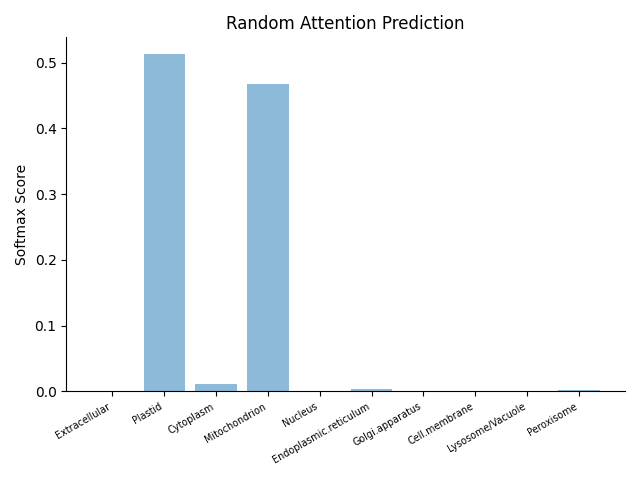 Random Attention Prediction
Softmax Score
0.5
0.4
0.3
0.2
0.1
0.0
Extracellular
Plastid
Cytoplasm
Mitochondrion
Nucleus
Endoplasmic.reticulum
Golgi.apparatus
Cell.membrane
Lysosome/Vacuole
Peroxisome